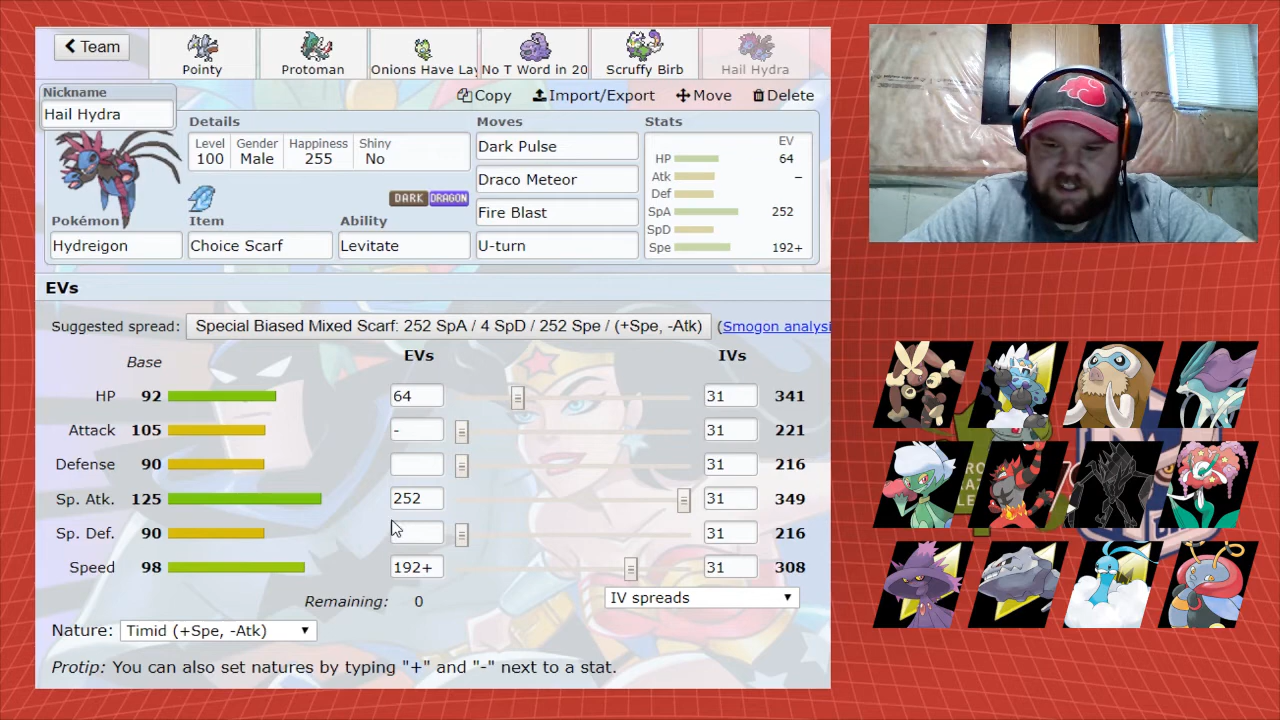 Team
Pointy
Protoman
Onions Have Lay
No T Word in 20
Scruffy Birb
Hail Hydra
Copy
Import/Export
Move
Delete
Nickname
Hail Hydra
Details
Level
100
Gender
Male
Happiness
255
Shiny
No
DARK DRAGON
Pokémon
Hydreigon
Item
Choice Scarf
Ability
Levitate
Moves
Dark Pulse
Draco Meteor
Fire Blast
U-turn
Stats
EV
HP 64
Atk –
Def
SpA 252
SpD
Spe 192+
EVs
Suggested spread: Special Biased Mixed Scarf: 252 SpA / 4 SpD / 252 Spe / (+Spe, -Atk) (Smogon analysi
Base EVs IVs
HP 92 64 31 341
Attack 105 - 31 221
Defense 90 31 216
Sp. Atk. 125 252 31 349
Sp. Def. 90 31 216
Speed 98 192+ 31 308
Remaining: 0 IV spreads
Nature: Timid (+Spe, -Atk)
Protip: You can also set natures by typing "+" and "-" next to a stat.